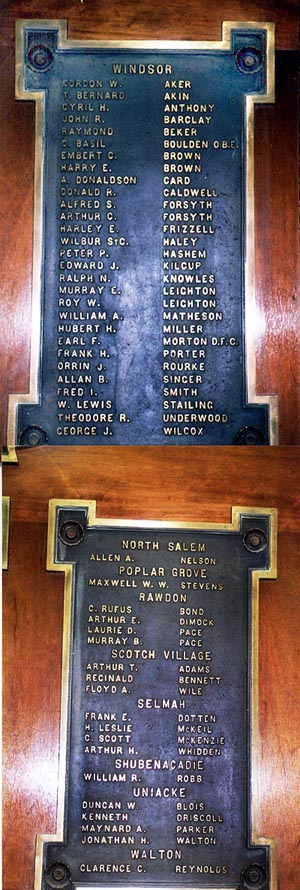 WINDSOR
GORDON W. AKER
T. BERNARD AKIN
CYRIL H. ANTHONY
JOHN R. BARCLAY
RAYMOND BEKER
C. BASIL BOULDEN O.B.E.
EMBERT C. BROWN
HARRY E. BROWN
A. DONALDSON CARD
DONALD R. CALDWELL
ALFRED S. FORSYTH
ARTHUR C. FORSYTH
HARLEY E. FRIZZELL
WILBUR STC. HALEY
PETER P. HASHEM
EDWARD J. KILCUP
RALPH N. KNOWLES
MURRAY E. LEIGHTON
ROY W. LEIGHTON
WILLIAM A. MATHESON
HUBERT H. MILLER
EARL F. MORTON D.F.C.
FRANK H. PORTER
ORRIN J. ROURKE
ALLAN B. SINGER
FRED I. SMITH
W. LEWIS STAILING
THEODORE R. UNDERWOOD
GEORGE J. WILCOX
NORTH SALEM
ALLEN A. NELSON
POPLAR GROVE
MAXWELL W. W. STEVENS
RAWDON
C. RUFUS BOND
ARTHUR E. DIMOCK
LAURIE D. PACE
MURRAY B. PACE
SCOTCH VILLAGE
ARTHUR T. ADAMS
REGINALD BENNETT
FLOYD A. WILE
SELMAH
FRANK E. DOTTEN
H. LESLIE McKEIL
C. SCOTT McKENZIE
ARTHUR H. WHIDDEN
SHUBENACADIE
WILLIAM R. ROBB
UNIACKE
DUNCAN W. BLOIS
KENNETH DRISCOLL
MAYNARD A. PARKER
JONATHAN H. WALTON
WALTON
CLARENCE C. REYNOLDS